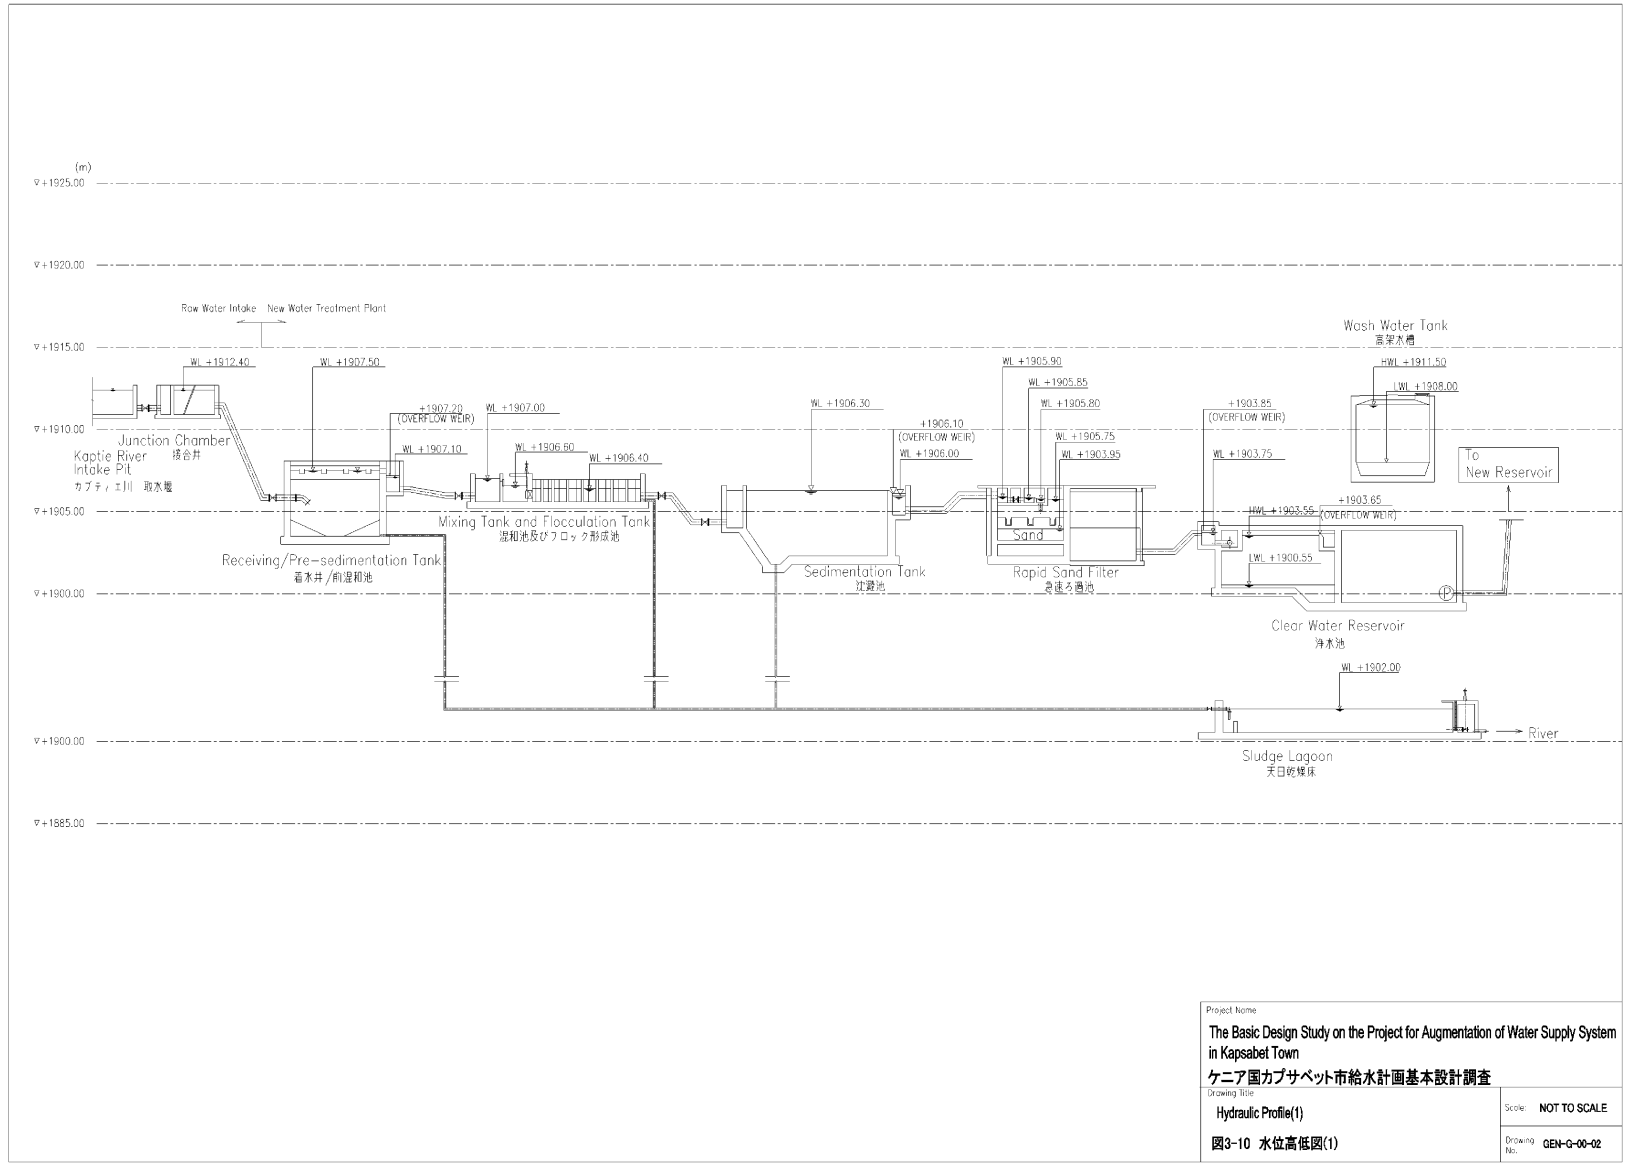 (m)
▽+1925.00
▽+1920.00
Raw Water Intake New Water Treatment Plant
Wash Water Tank
高架水槽
▽+1915.00
WL +1912.40
WL +1907.50
WL +1905.90
HWL +1911.50
WL +1905.85
LWL +1908.00
+1907.20
(OVERFLOW WEIR)
WL +1907.00
WL +1906.30
WL +1905.80
+1903.85
(OVERFLOW WEIR)
▽+1910.00
+1906.10
(OVERFLOW WEIR)
WL +1905.75
Junction Chamber
接合井
WL +1907.10
WL +1906.60
WL +1906.40
WL +1906.00
WL +1903.95
WL +1903.75
Kaptie River
Intake Pit
カプティエ川 取水堰
To
New Reservoir
+1903.65
(OVERFLOW WEIR)
HWL +1903.55
▽+1905.00
Mixing Tank and Flocculation Tank
混和池及びフロック形成池
Sand
Receiving/Pre-sedimentation Tank
着水井/前混和池
LWL +1900.55
Sedimentation Tank
沈澱池
Rapid Sand Filter
急速ろ過池
P
▽+1900.00
Clear Water Reservoir
浄水池
WL +1902.00
River
▽+1900.00
Sludge Lagoon
天日乾燥床
▽+1885.00
Project Name
The Basic Design Study on the Project for Augmentation of Water Supply System
in Kapsabet Town
ケニア国カプサベット市給水計画基本設計調査
Drawing Title
Hydraulic Profile(1)
図3-10 水位高低図(1)
Scale: NOT TO SCALE
Drawing No. GEN-G-00-02